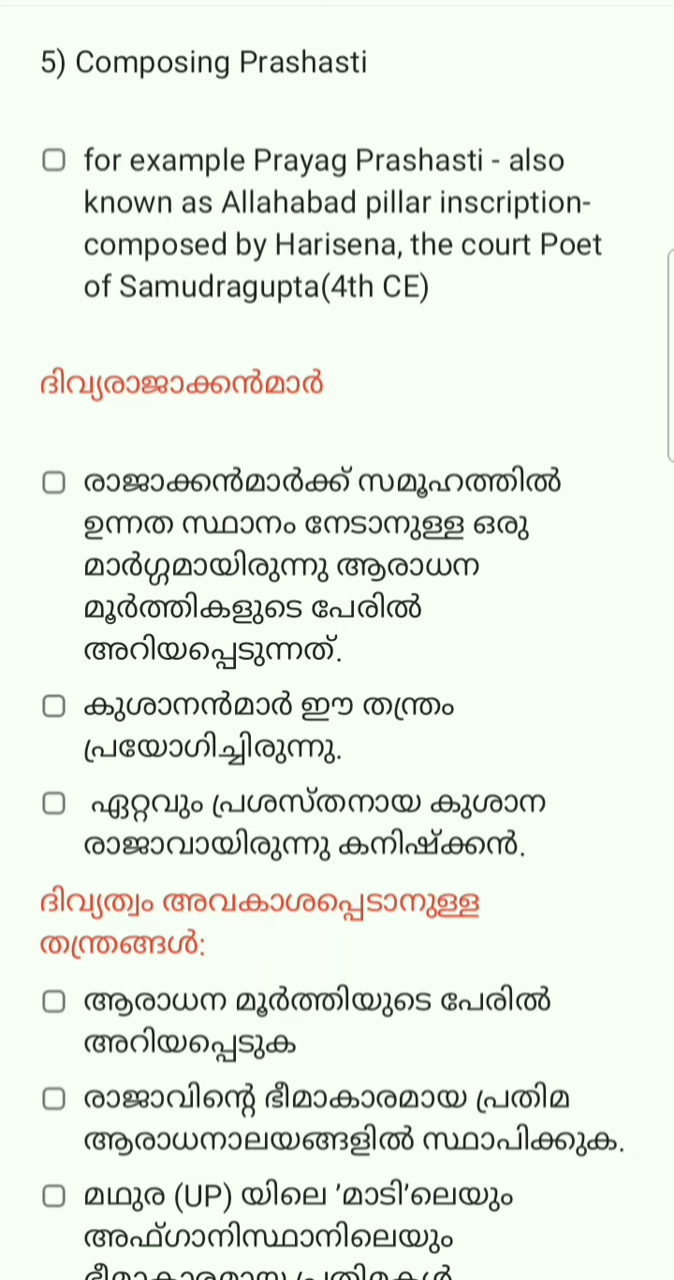 5) Composing Prashasti
for example Prayag Prashasti - also
known as Allahabad pillar inscription-
composed by Harisena, the court Poet
of Samudragupta(4th CE)
ദിവ്യരാജാക്കൻമാർ
രാജാക്കൻമാർക്ക് സമൂഹത്തിൽ
ഉന്നത സ്ഥാനം നേടാനുള്ള ഒരു
മാർഗ്ഗമായിരുന്നു ആരാധന
മൂർത്തികളുടെ പേരിൽ
അറിയപ്പെടുന്നത്.
കുശാനൻമാർ ഈ തന്ത്രം
പ്രയോഗിച്ചിരുന്നു.
ഏറ്റവും പ്രശസ്തനായ കുശാന
രാജാവായിരുന്നു കനിഷ്ക്കൻ.
ദിവ്യത്വം അവകാശപ്പെടാനുള്ള
തന്ത്രങ്ങൾ:
ആരാധന മൂർത്തിയുടെ പേരിൽ
അറിയപ്പെടുക
രാജാവിന്റെ ഭീമാകാരമായ പ്രതിമ
ആരാധനാലയങ്ങളിൽ സ്ഥാപിക്കുക.
മഥുര (UP) യിലെ 'മാടി'ലെയും
അഫ്ഗാനിസ്ഥാനിലെയും
ഭീമാകാരമായ പ്രതിമകൾ